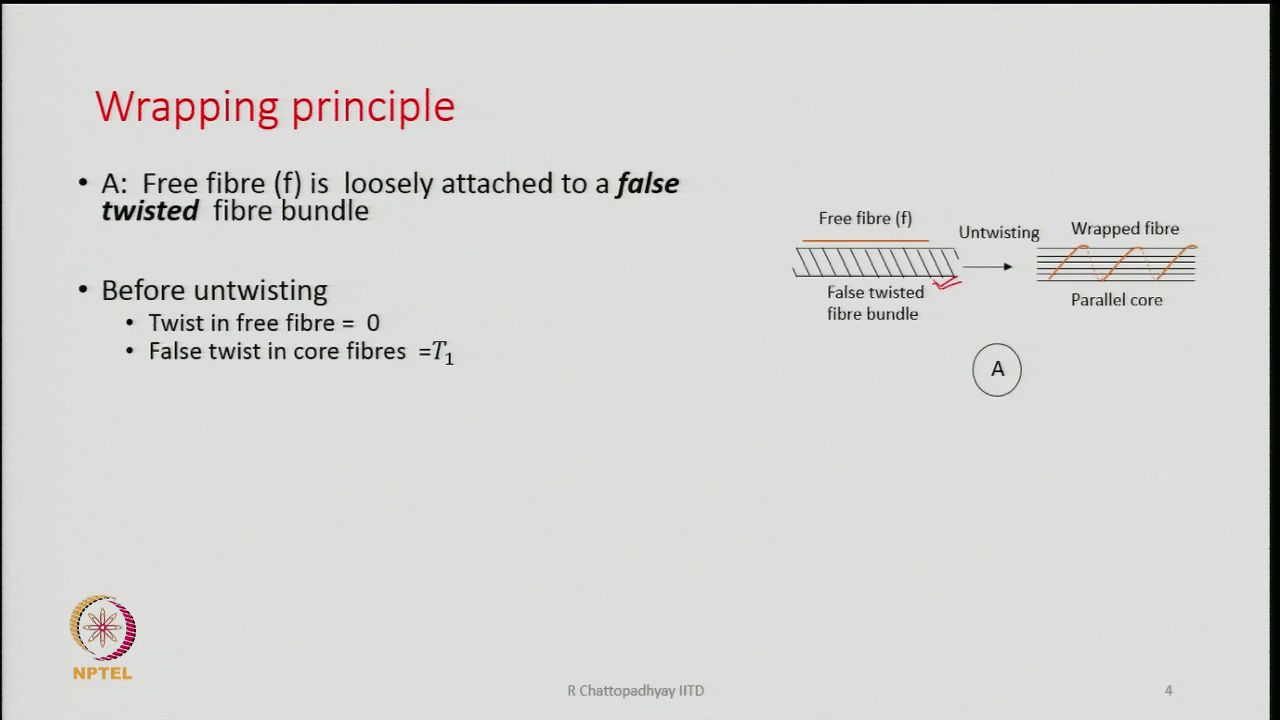 Wrapping principle
• A: Free fibre (f) is loosely attached to a false
twisted fibre bundle
• Before untwisting
• Twist in free fibre = 0
• False twist in core fibres =T₁
Free fibre (f)
Untwisting
Wrapped fibre
False twisted
fibre bundle
Parallel core
A
NPTEL
R Chattopadhyay IITD
4